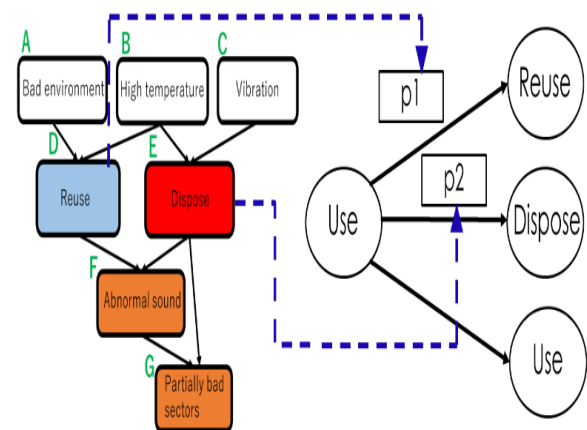 A
B
C
Bad environment
High temperature
Vibration
p1
Reuse
D
E
Reuse
Dispose
p2
Use
Dispose
F
Abnormal sound
G
Partially bad
sectors
Use